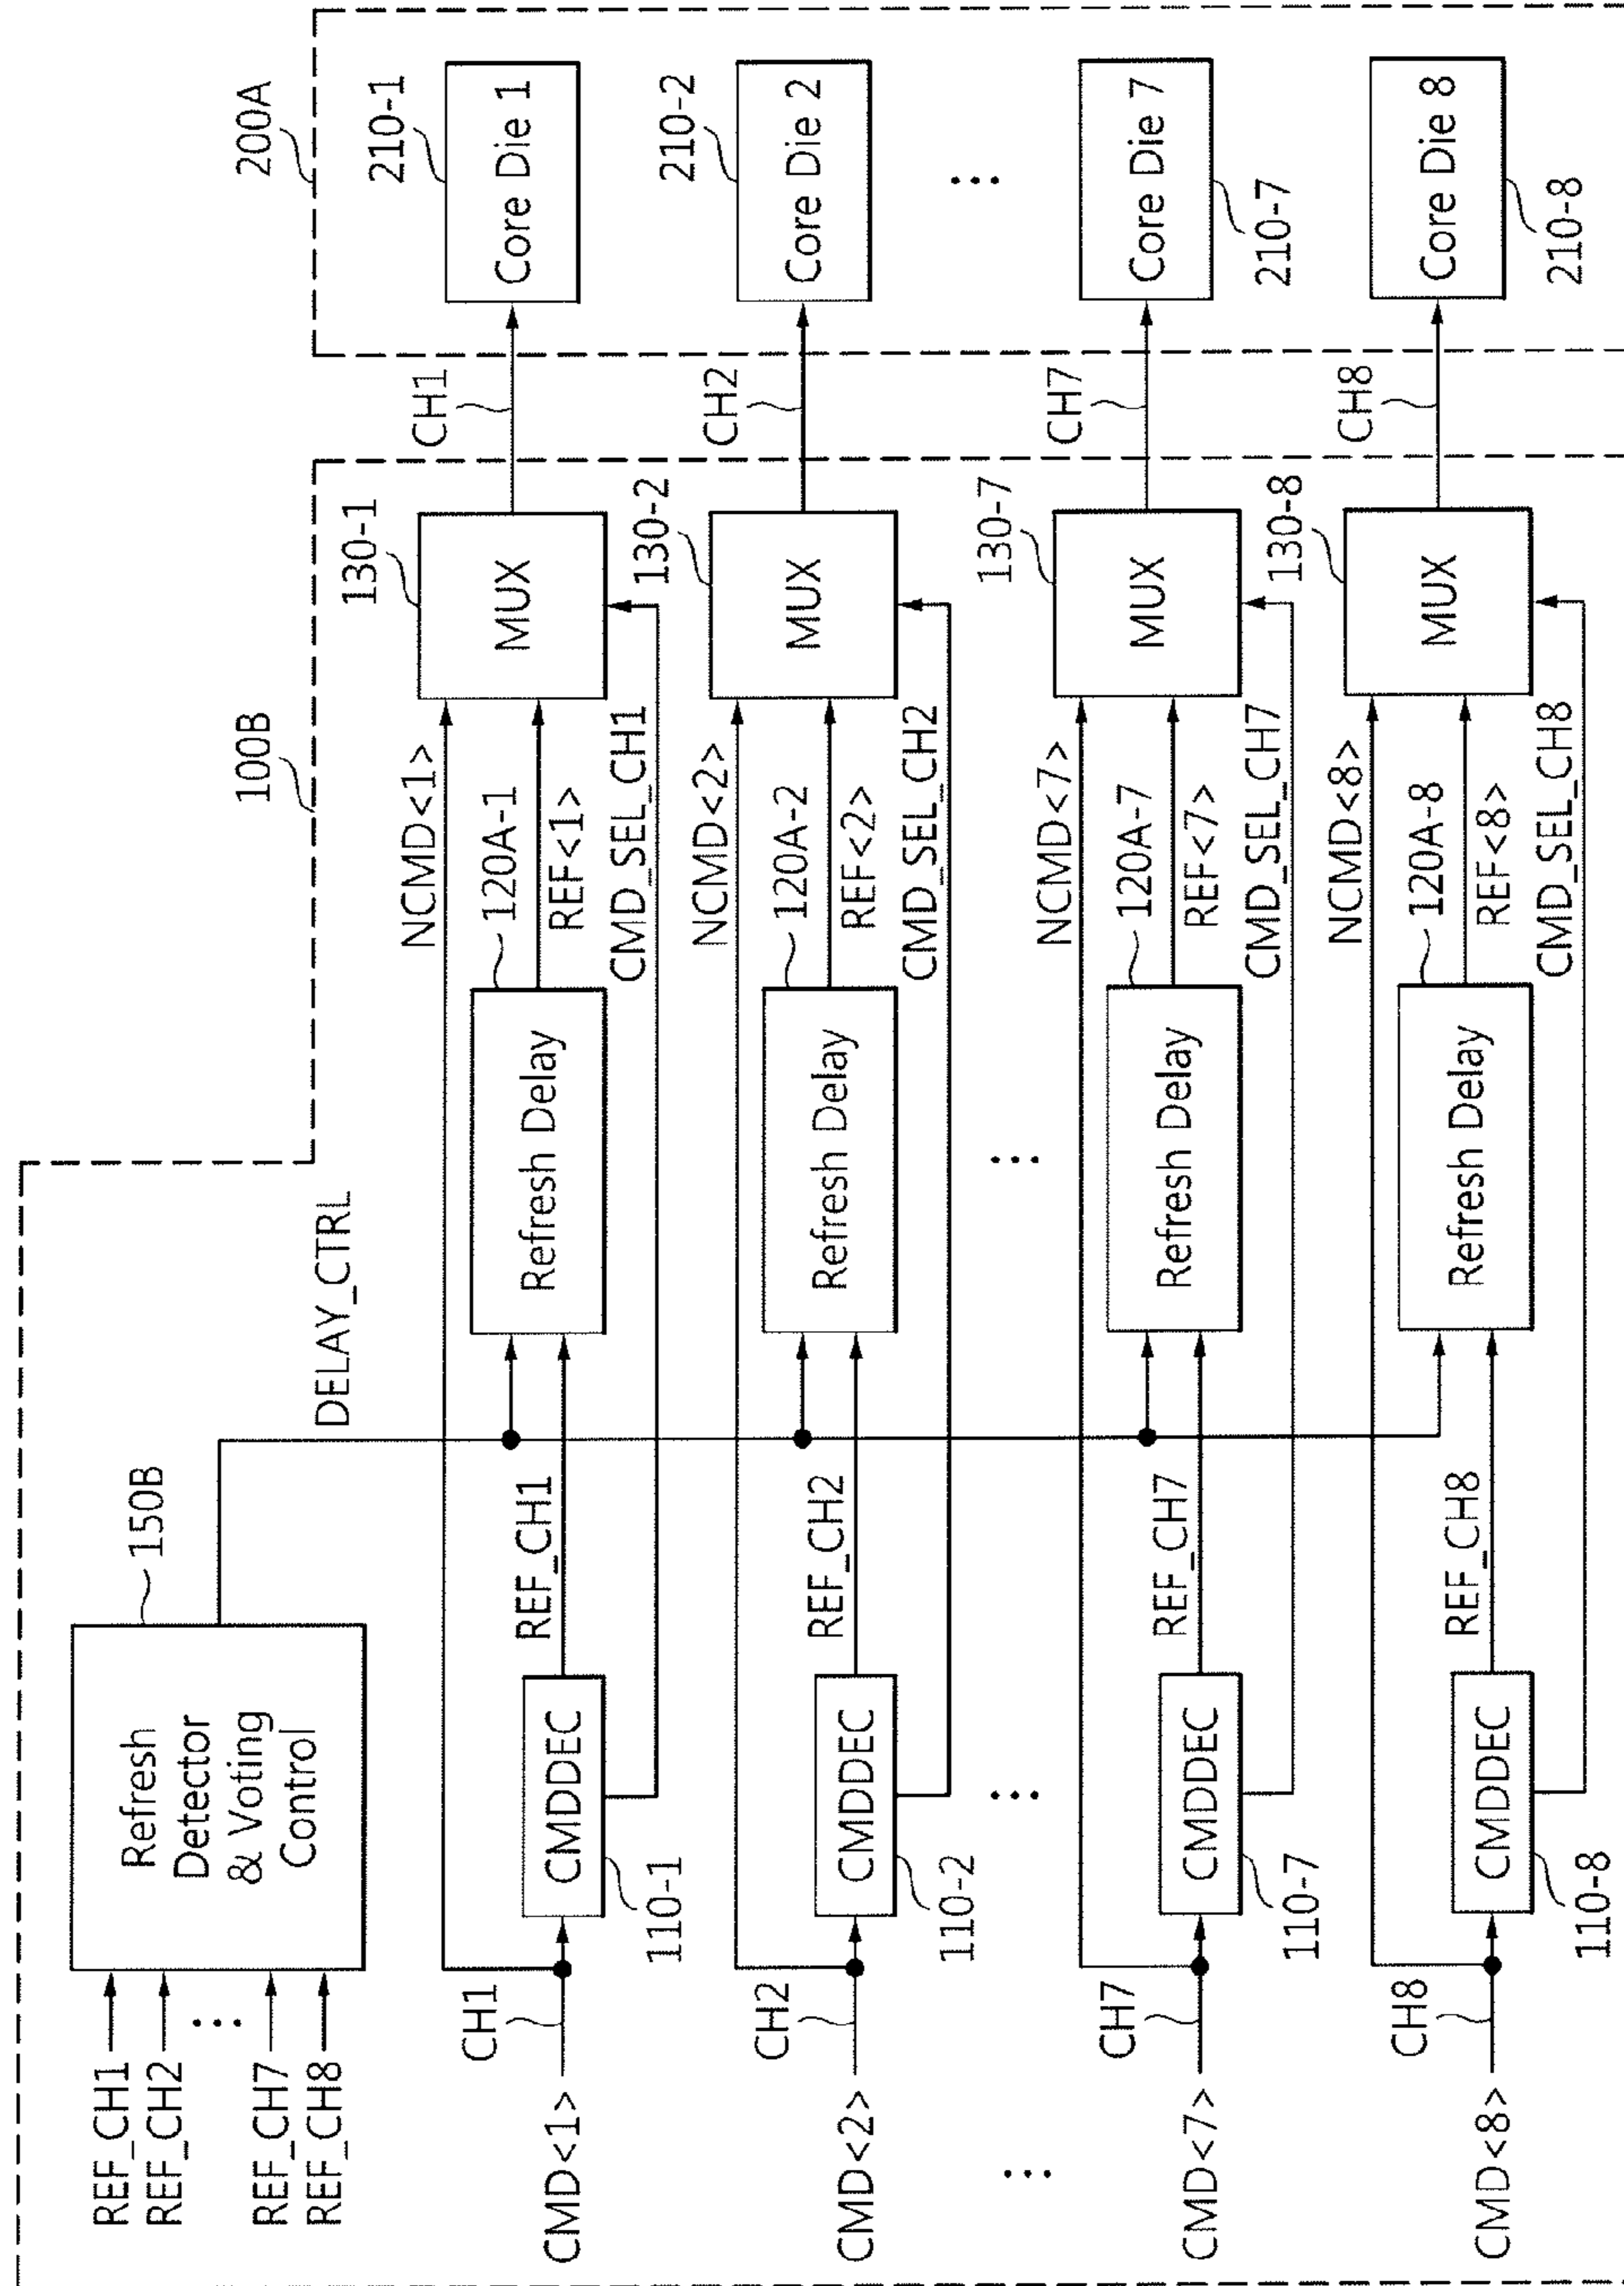 200A
100B
REF_CH1
REF_CH2
...
REF_CH7
REF_CH8
Refresh
Detector
& Voting
Control
150B
DELAY_CTRL
CMD<1>
CH1
110-1
CMDDEC
REF_CH1
Refresh Delay
120A-1
NCMD<1>
REF<1>
CMD_SEL_CH1
MUX
130-1
CH1
Core Die 1
210-1
CMD<2>
CH2
110-2
CMDDEC
REF_CH2
Refresh Delay
120A-2
NCMD<2>
REF<2>
CMD_SEL_CH2
MUX
130-2
CH2
Core Die 2
210-2
...
...
...
...
CMD<7>
CH7
110-7
CMDDEC
REF_CH7
Refresh Delay
120A-7
NCMD<7>
REF<7>
CMD_SEL_CH7
MUX
130-7
CH7
Core Die 7
210-7
CMD<8>
CH8
110-8
CMDDEC
REF_CH8
Refresh Delay
120A-8
NCMD<8>
REF<8>
CMD_SEL_CH8
MUX
130-8
CH8
Core Die 8
210-8